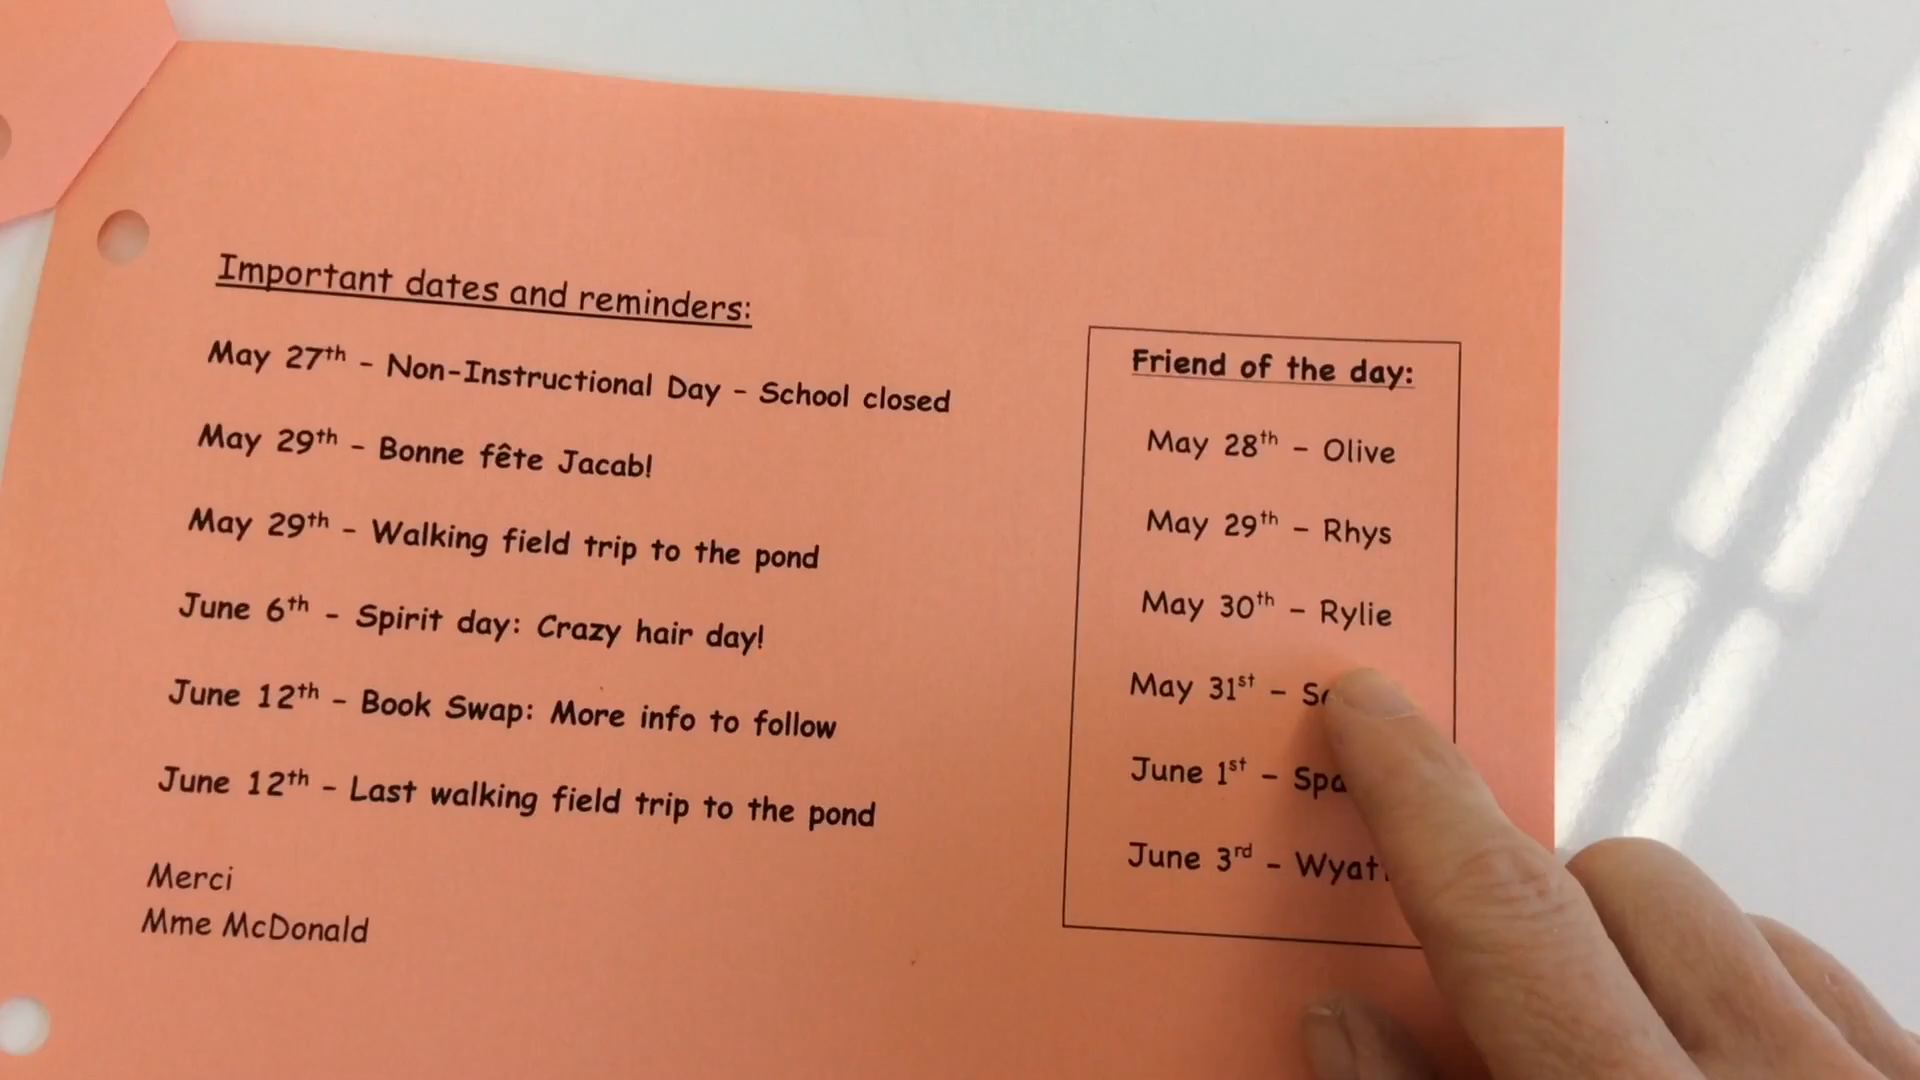 Important dates and reminders:
May 27th - Non-Instructional Day - School closed
May 29th - Bonne fête Jacab!
May 29th - Walking field trip to the pond
June 6th - Spirit day: Crazy hair day!
June 12th - Book Swap: More info to follow
June 12th - Last walking field trip to the pond
Merci
Mme McDonald
Friend of the day:
May 28th - Olive
May 29th - Rhys
May 30th - Rylie
May 31st -
June 1st -
June 3rd -